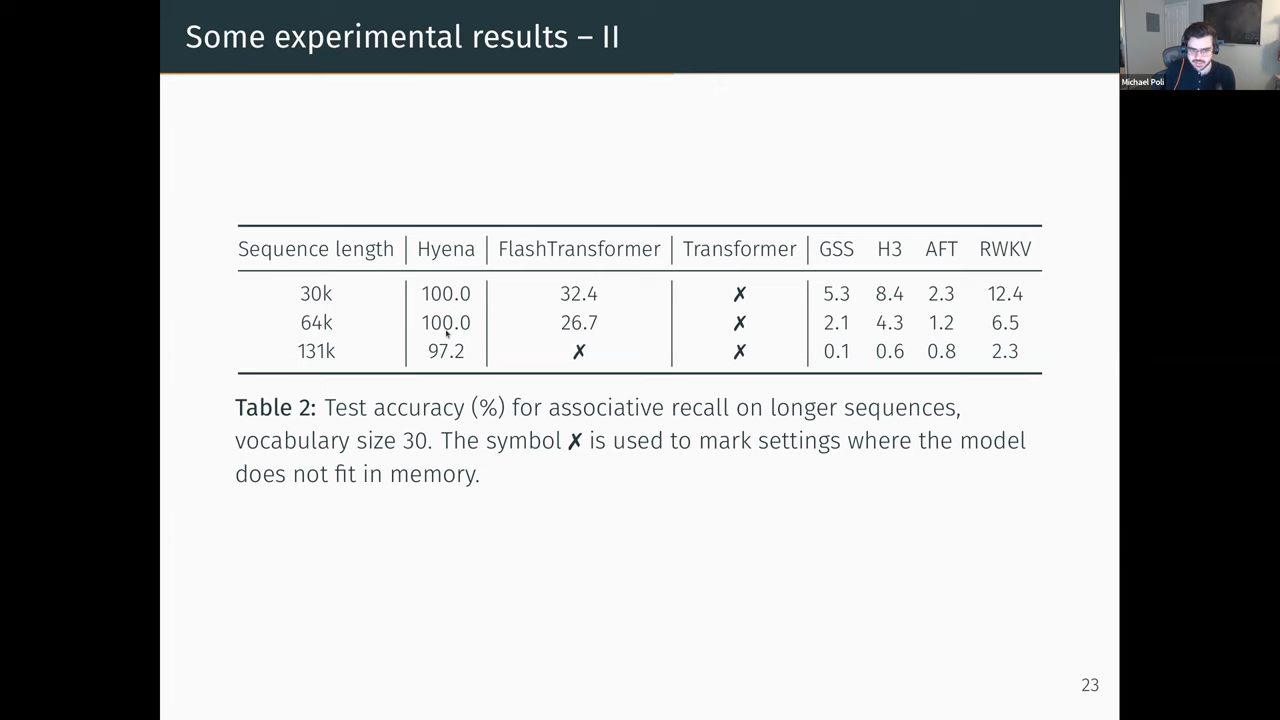 Some experimental results – II
Michael Poli
Sequence length Hyena FlashTransformer Transformer GSS H3 AFT RWKV
30k 100.0 32.4 ✗ 5.3 8.4 2.3 12.4
64k 100.0 26.7 ✗ 2.1 4.3 1.2 6.5
131k 97.2 ✗ ✗ 0.1 0.6 0.8 2.3
Table 2: Test accuracy (%) for associative recall on longer sequences,
vocabulary size 30. The symbol ✗ is used to mark settings where the model
does not fit in memory.
23